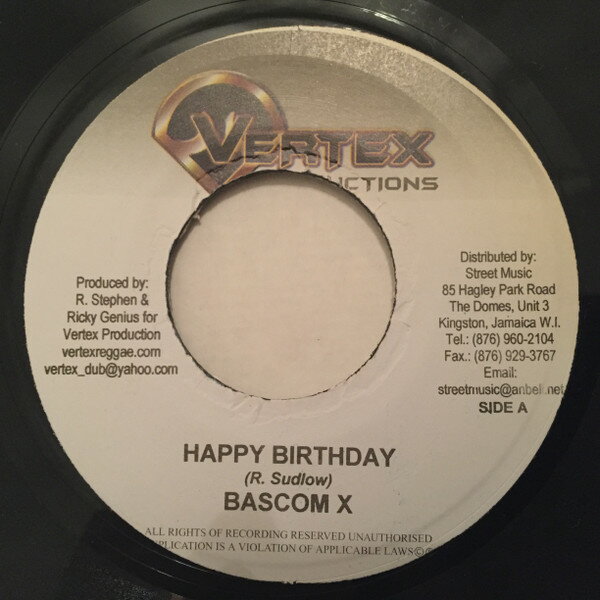 VERTEX
UCTIONS
Produced by:
R. Stephen &
Ricky Genius for
Vertex Production
vertexreggae.com
vertex_dub@yahoo.com
Distributed by:
Street Music
85 Hagley Park Road
The Domes, Unit 3
Kingston, Jamaica W.I.
Tel.: (876) 960-2104
Fax.: (876) 929-3767
Email:
streetmusic@anbell.net
SIDE A
HAPPY BIRTHDAY
(R. Sudlow)
BASCOM X
ALL RIGHTS OF RECORDING RESERVED UNAUTHORISED
PLICATION IS A VIOLATION OF APPLICABLE LAWS©℗